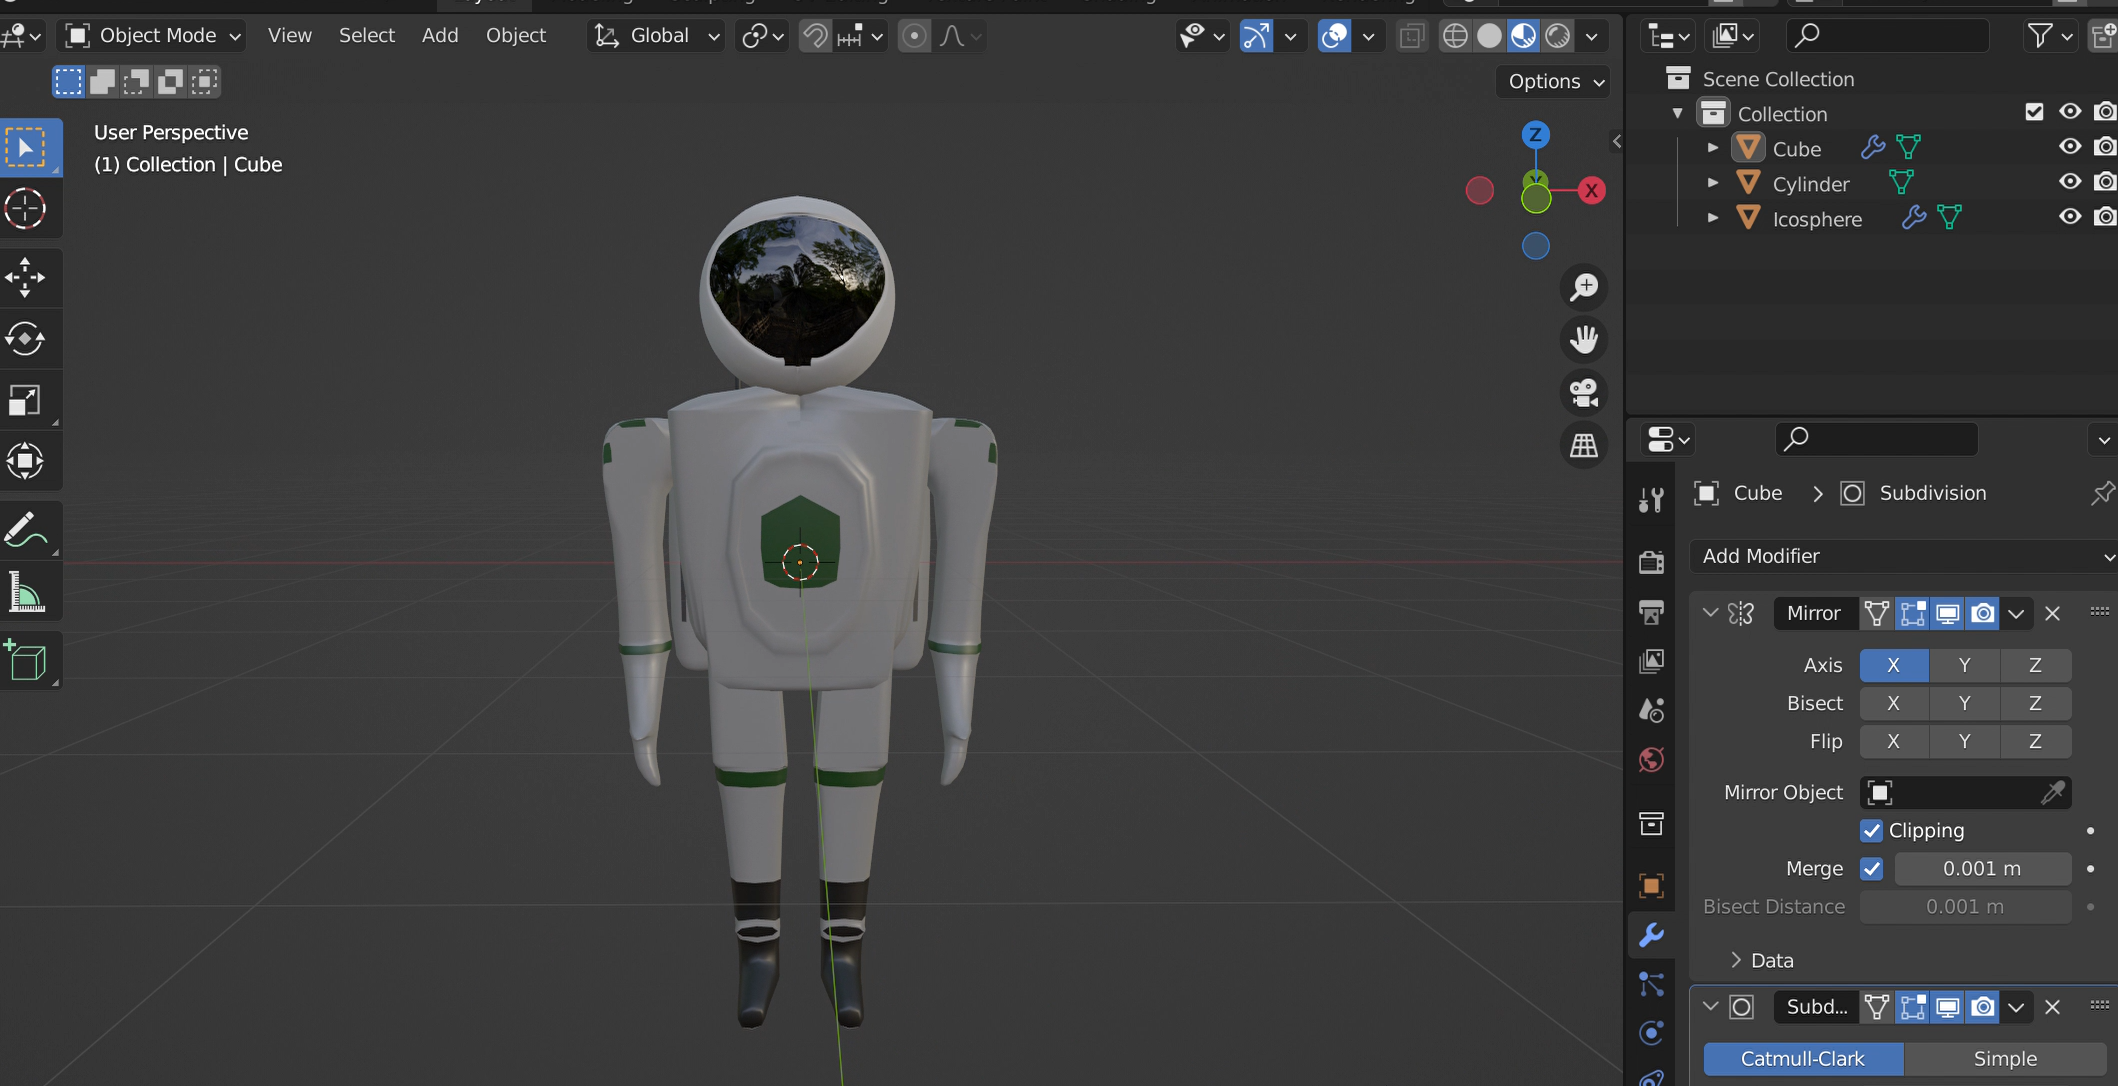 Object Mode
View
Select
Add
Object
Global
Options
User Perspective
(1) Collection | Cube
Z
Y
X
Scene Collection
Collection
Cube
Cylinder
Icosphere
Cube > Subdivision
Add Modifier
Mirror
Axis X Y Z
Bisect X Y Z
Flip X Y Z
Mirror Object
Clipping
Merge 0.001 m
Bisect Distance 0.001 m
Data
Subd...
Catmull-Clark Simple